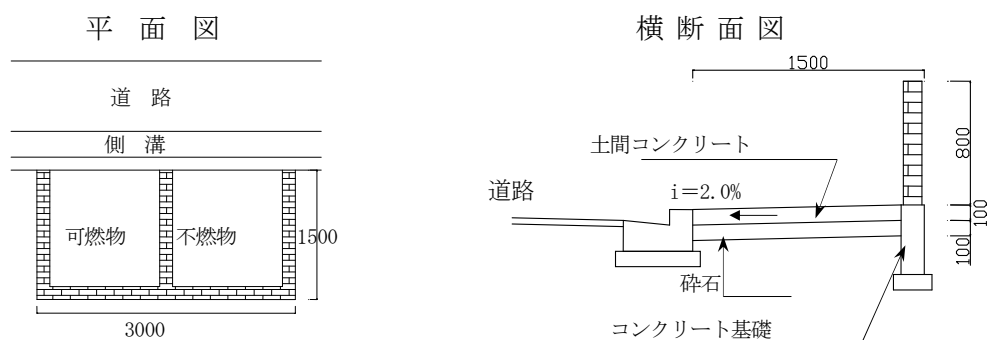 平 面 図
道 路
側 溝
可燃物 不燃物
1500
3000
横 断 面 図
1500
土間コンクリート
道路
i＝2.0%
800
100
100
砕石
コンクリート基礎